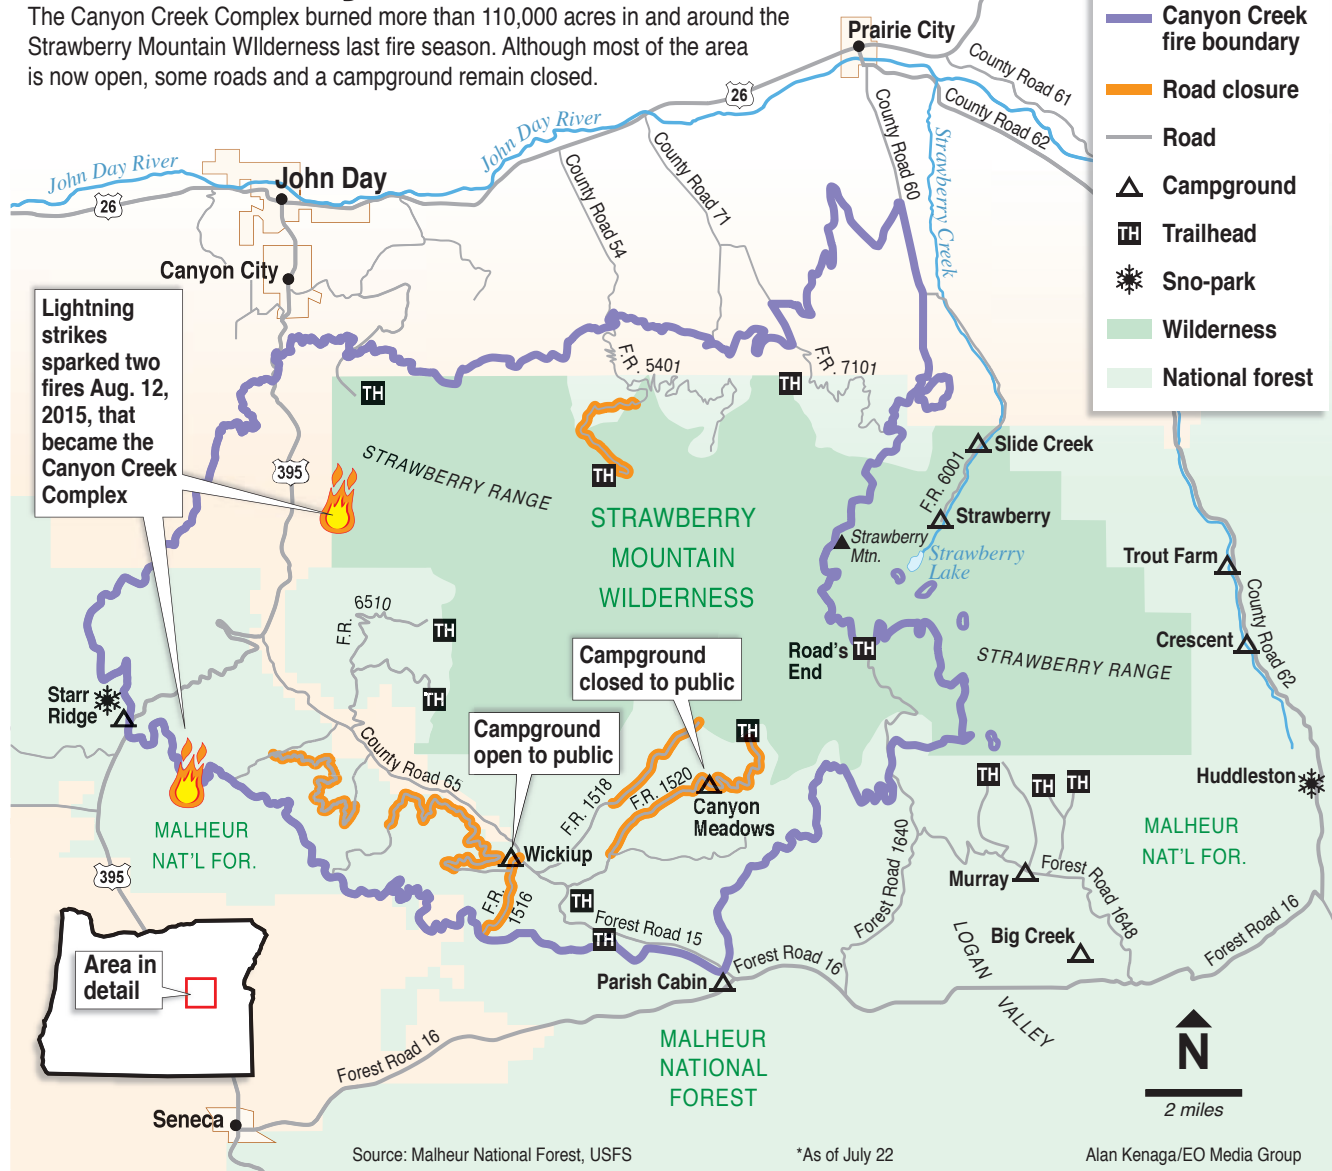 The Canyon Creek Complex burned more than 110,000 acres in and around the
Strawberry Mountain WIlderness last fire season. Although most of the area
is now open, some roads and a campground remain closed.
Canyon Creek
fire boundary
Road closure
Road
Campground
TH Trailhead
Sno-park
Wilderness
National forest
Prairie City
County Road 61
County Road 62
26
John Day River
John Day River
John Day
26
County Road 54
County Road 71
County Road 60
Strawberry Creek
Canyon City
Lightning
strikes
sparked two
fires Aug. 12,
2015, that
became the
Canyon Creek
Complex
F.R. 5401
F.R. 7101
TH
TH
395
STRAWBERRY RANGE
TH
STRAWBERRY
MOUNTAIN
WILDERNESS
Slide Creek
F.R. 6001
Strawberry
Strawberry
Mtn.
Strawberry
Lake
Trout Farm
County Road 62
Crescent
F.R. 6510
TH
TH
Road's
End
TH
STRAWBERRY RANGE
Campground
closed to public
Starr
Ridge
Campground
open to public
TH
County Road 65
F.R. 1518
F.R. 1520
Canyon
Meadows
TH
TH
TH
Huddleston
MALHEUR
NAT'L FOR.
MALHEUR
NAT'L FOR.
Wickiup
395
F.R.
1516
TH
Forest Road 15
TH
Forest Road 1640
Murray
Forest Road 1648
LOGAN
VALLEY
Big Creek
Forest Road 16
Parish Cabin
Forest Road 16
Area in
detail
MALHEUR
NATIONAL
FOREST
Forest Road 16
N
2 miles
Seneca
Source: Malheur National Forest, USFS
*As of July 22
Alan Kenaga/EO Media Group